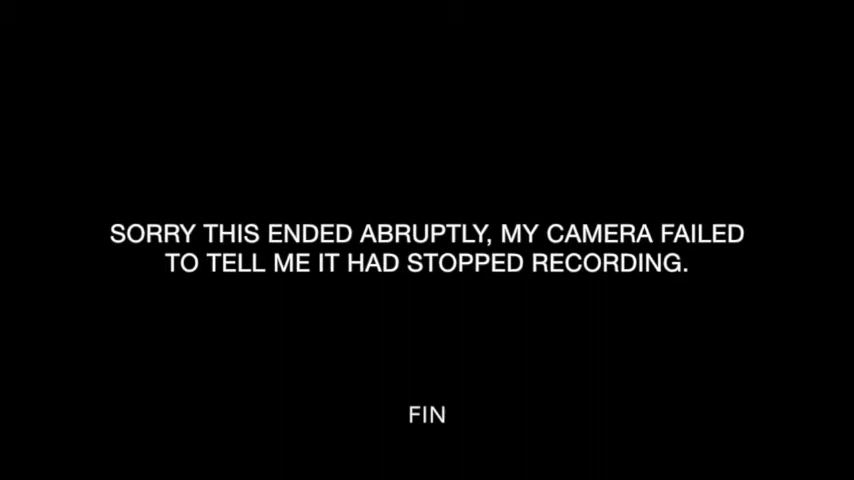 SORRY THIS ENDED ABRUPTLY, MY CAMERA FAILED
TO TELL ME IT HAD STOPPED RECORDING.
FIN